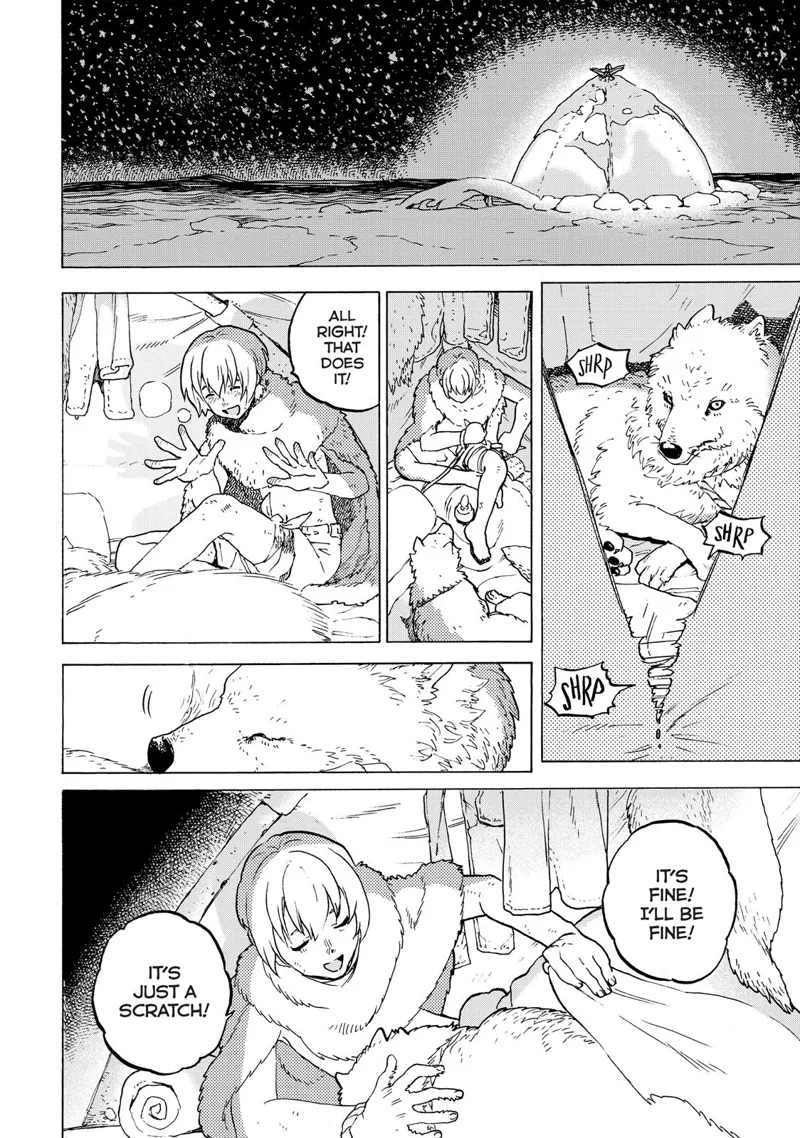 SHRP
SHRP
SHRP
ALL
RIGHT!
THAT
DOES
IT!
IT'S
FINE!
I'LL BE
FINE!
IT'S
JUST A
SCRATCH!